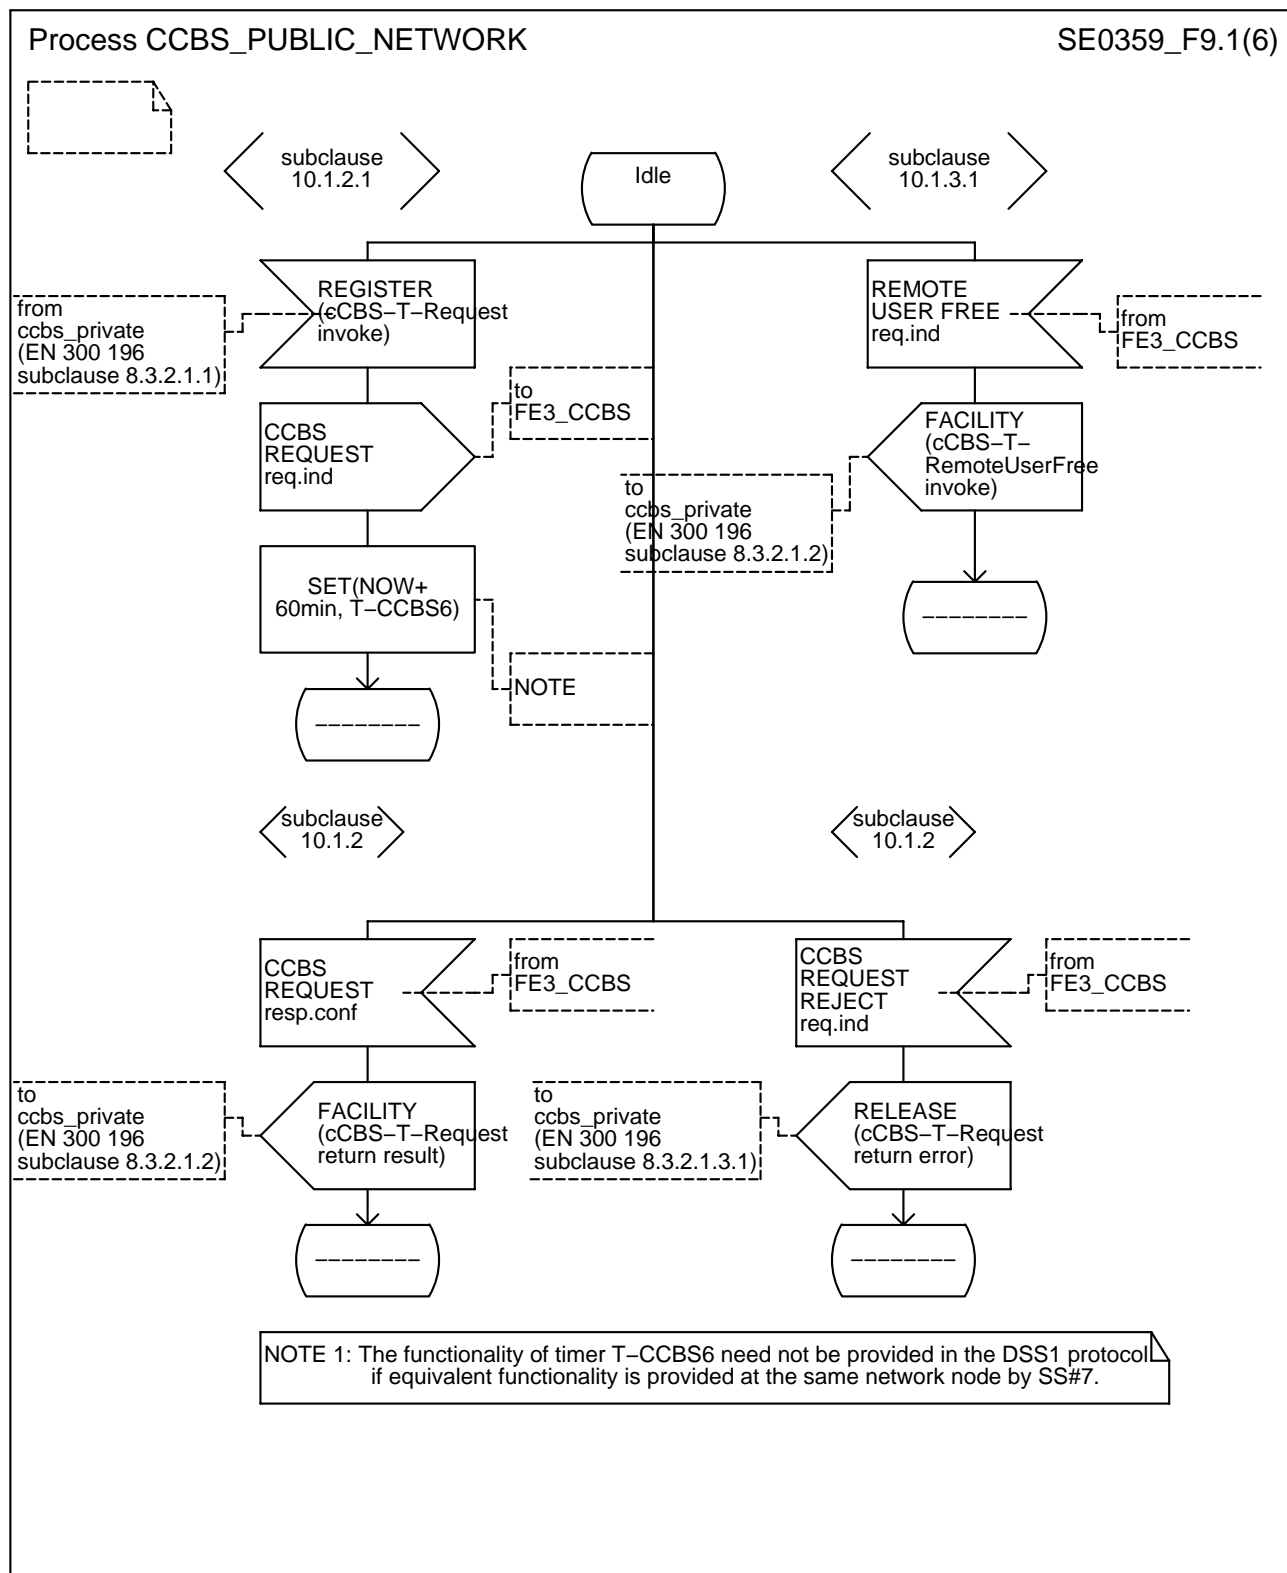 Process CCBS_PUBLIC_NETWORK
SE0359_F9.1(6)
subclause
10.1.2.1
Idle
subclause
10.1.3.1
REGISTER
(cCBS–T–Request
invoke)
from
ccbs_private
(EN 300 196
subclause 8.3.2.1.1)
REMOTE
USER FREE
req.ind
from
FE3_CCBS
CCBS
REQUEST
req.ind
to
FE3_CCBS
FACILITY
(cCBS–T–
RemoteUserFree
invoke)
to
ccbs_private
(EN 300 196
subclause 8.3.2.1.2)
SET(NOW+
60min, T–CCBS6)
NOTE
––––––––
––––––––
subclause
10.1.2
subclause
10.1.2
CCBS
REQUEST
resp.conf
from
FE3_CCBS
CCBS
REQUEST
REJECT
req.ind
from
FE3_CCBS
to
ccbs_private
(EN 300 196
subclause 8.3.2.1.2)
FACILITY
(cCBS–T–Request
return result)
to
ccbs_private
(EN 300 196
subclause 8.3.2.1.3.1)
RELEASE
(cCBS–T–Request
return error)
––––––––
––––––––
NOTE 1: The functionality of timer T–CCBS6 need not be provided in the DSS1 protocol
if equivalent functionality is provided at the same network node by SS#7.